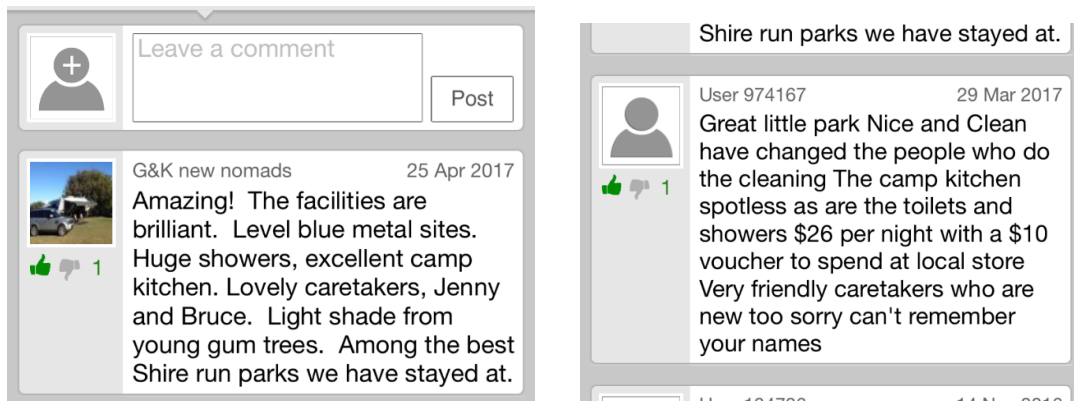 Leave a comment
Post
G&K new nomads 25 Apr 2017
Amazing!  The facilities are
brilliant.  Level blue metal sites.
Huge showers, excellent camp
kitchen. Lovely caretakers, Jenny
and Bruce.  Light shade from
young gum trees.  Among the best
Shire run parks we have stayed at.
1
Shire run parks we have stayed at.
User 974167 29 Mar 2017
Great little park Nice and Clean
have changed the people who do
the cleaning The camp kitchen
spotless as are the toilets and
showers $26 per night with a $10
voucher to spend at local store
Very friendly caretakers who are
new too sorry can't remember
your names
1